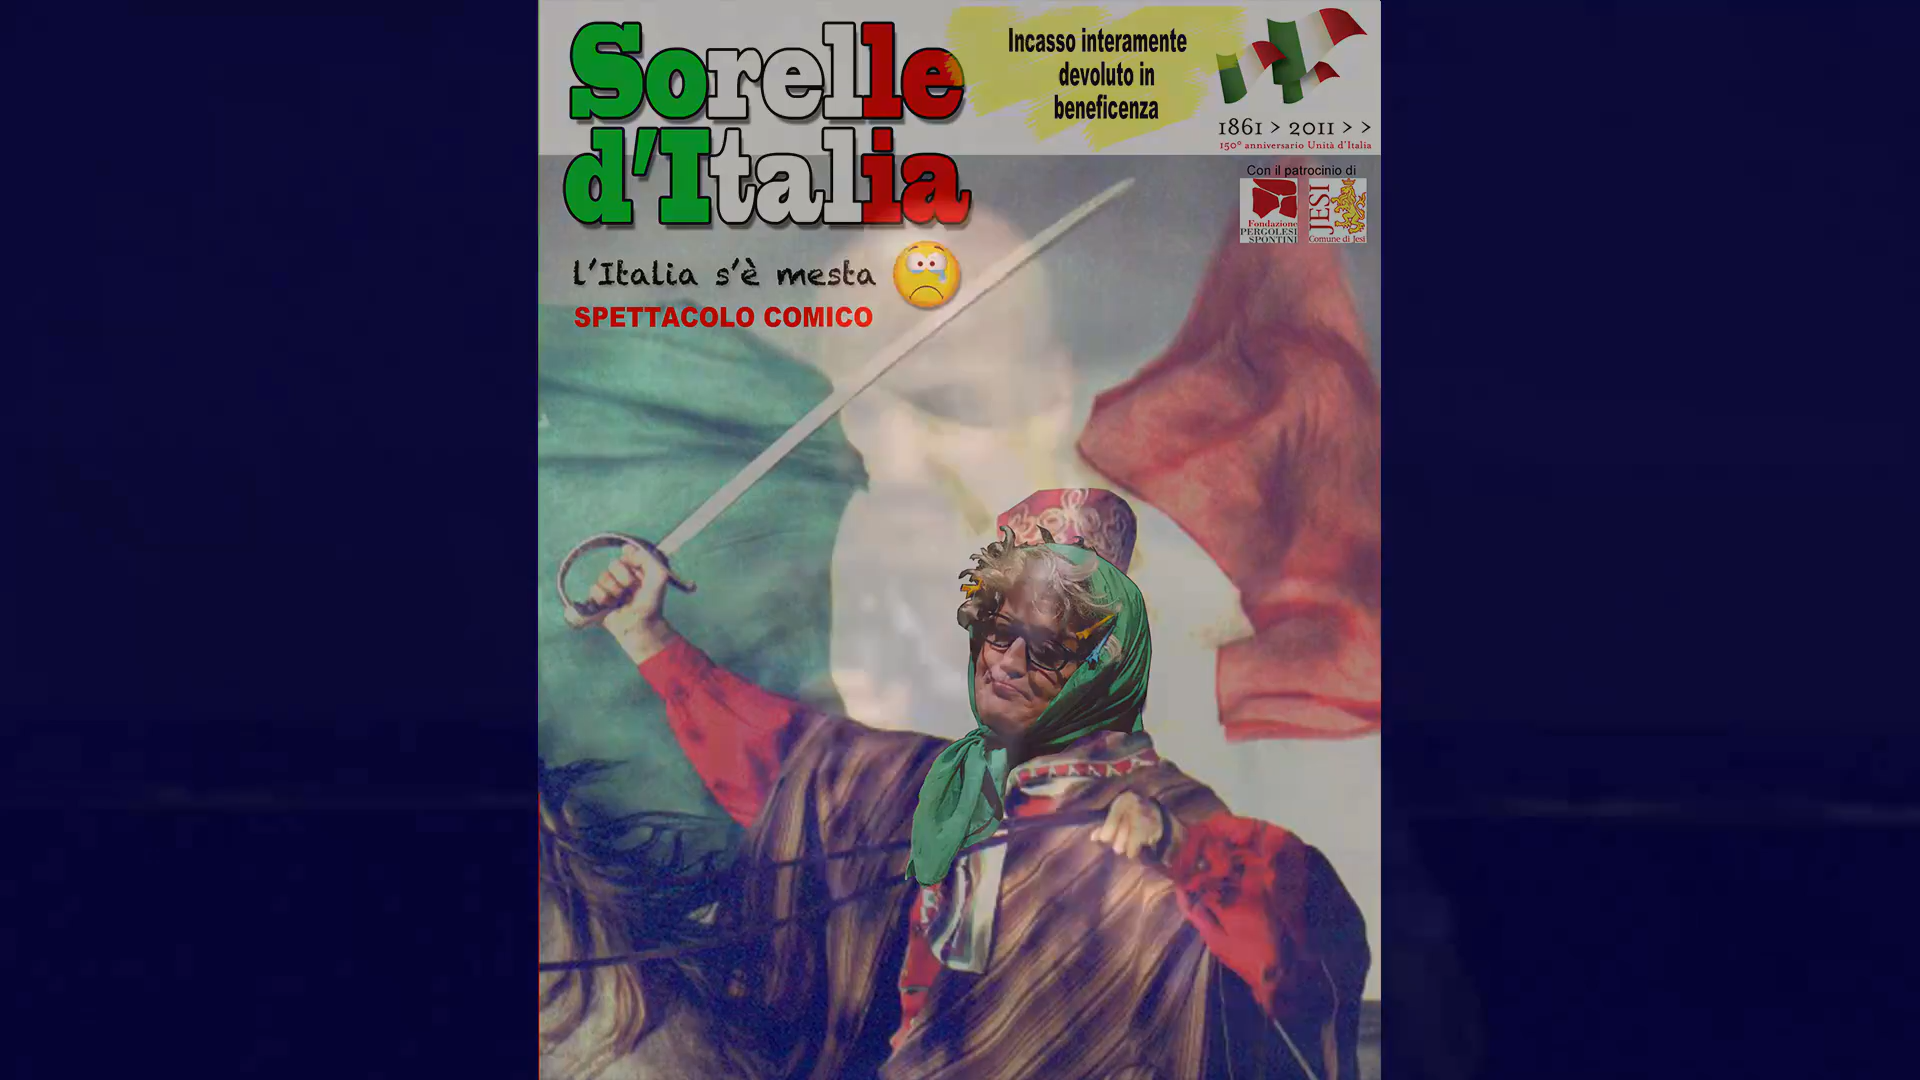 Sorelle
d'Italia
l'Italia s'è mesta
SPETTACOLO COMICO
Incasso interamente
devoluto in
beneficenza
1861 > 2011 > >
150° anniversario Unità d'Italia
Con il patrocinio di
Fondazione
PERGOLESI
SPONTINI
JESI
Comune di Jesi